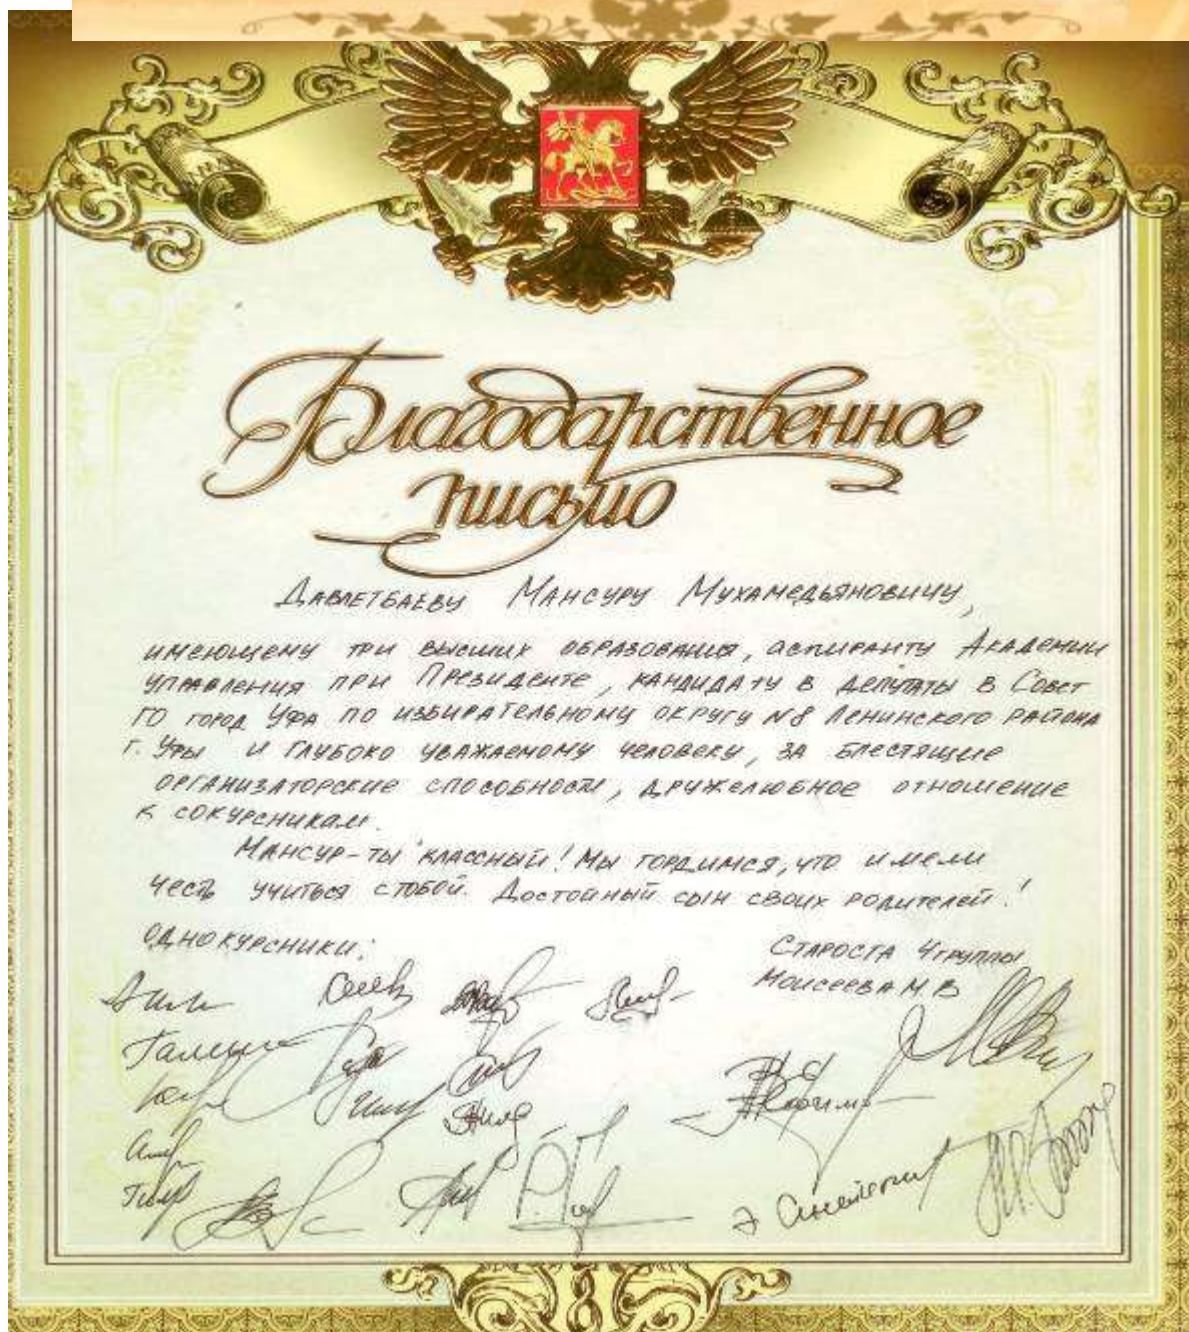 Благодарственное
письмо
Давлетбаеву Мансуру Мухамедьяновичу,
имеющему три высших образования, аспиранту Академии
управления при Президенте, кандидату в депутаты в Совет
ГО город Уфа по избирательному округу №8 Ленинского района
г. Уфы и глубоко уважаемому человеку, за блестящие
организаторские способности, дружелюбное отношение
к сокурсникам.
Мансур - ты классный! Мы гордимся, что имели
честь учиться с тобой. Достойный сын своих родителей!
Однокурсники:
Староста 4 группы
Моисеева М.В